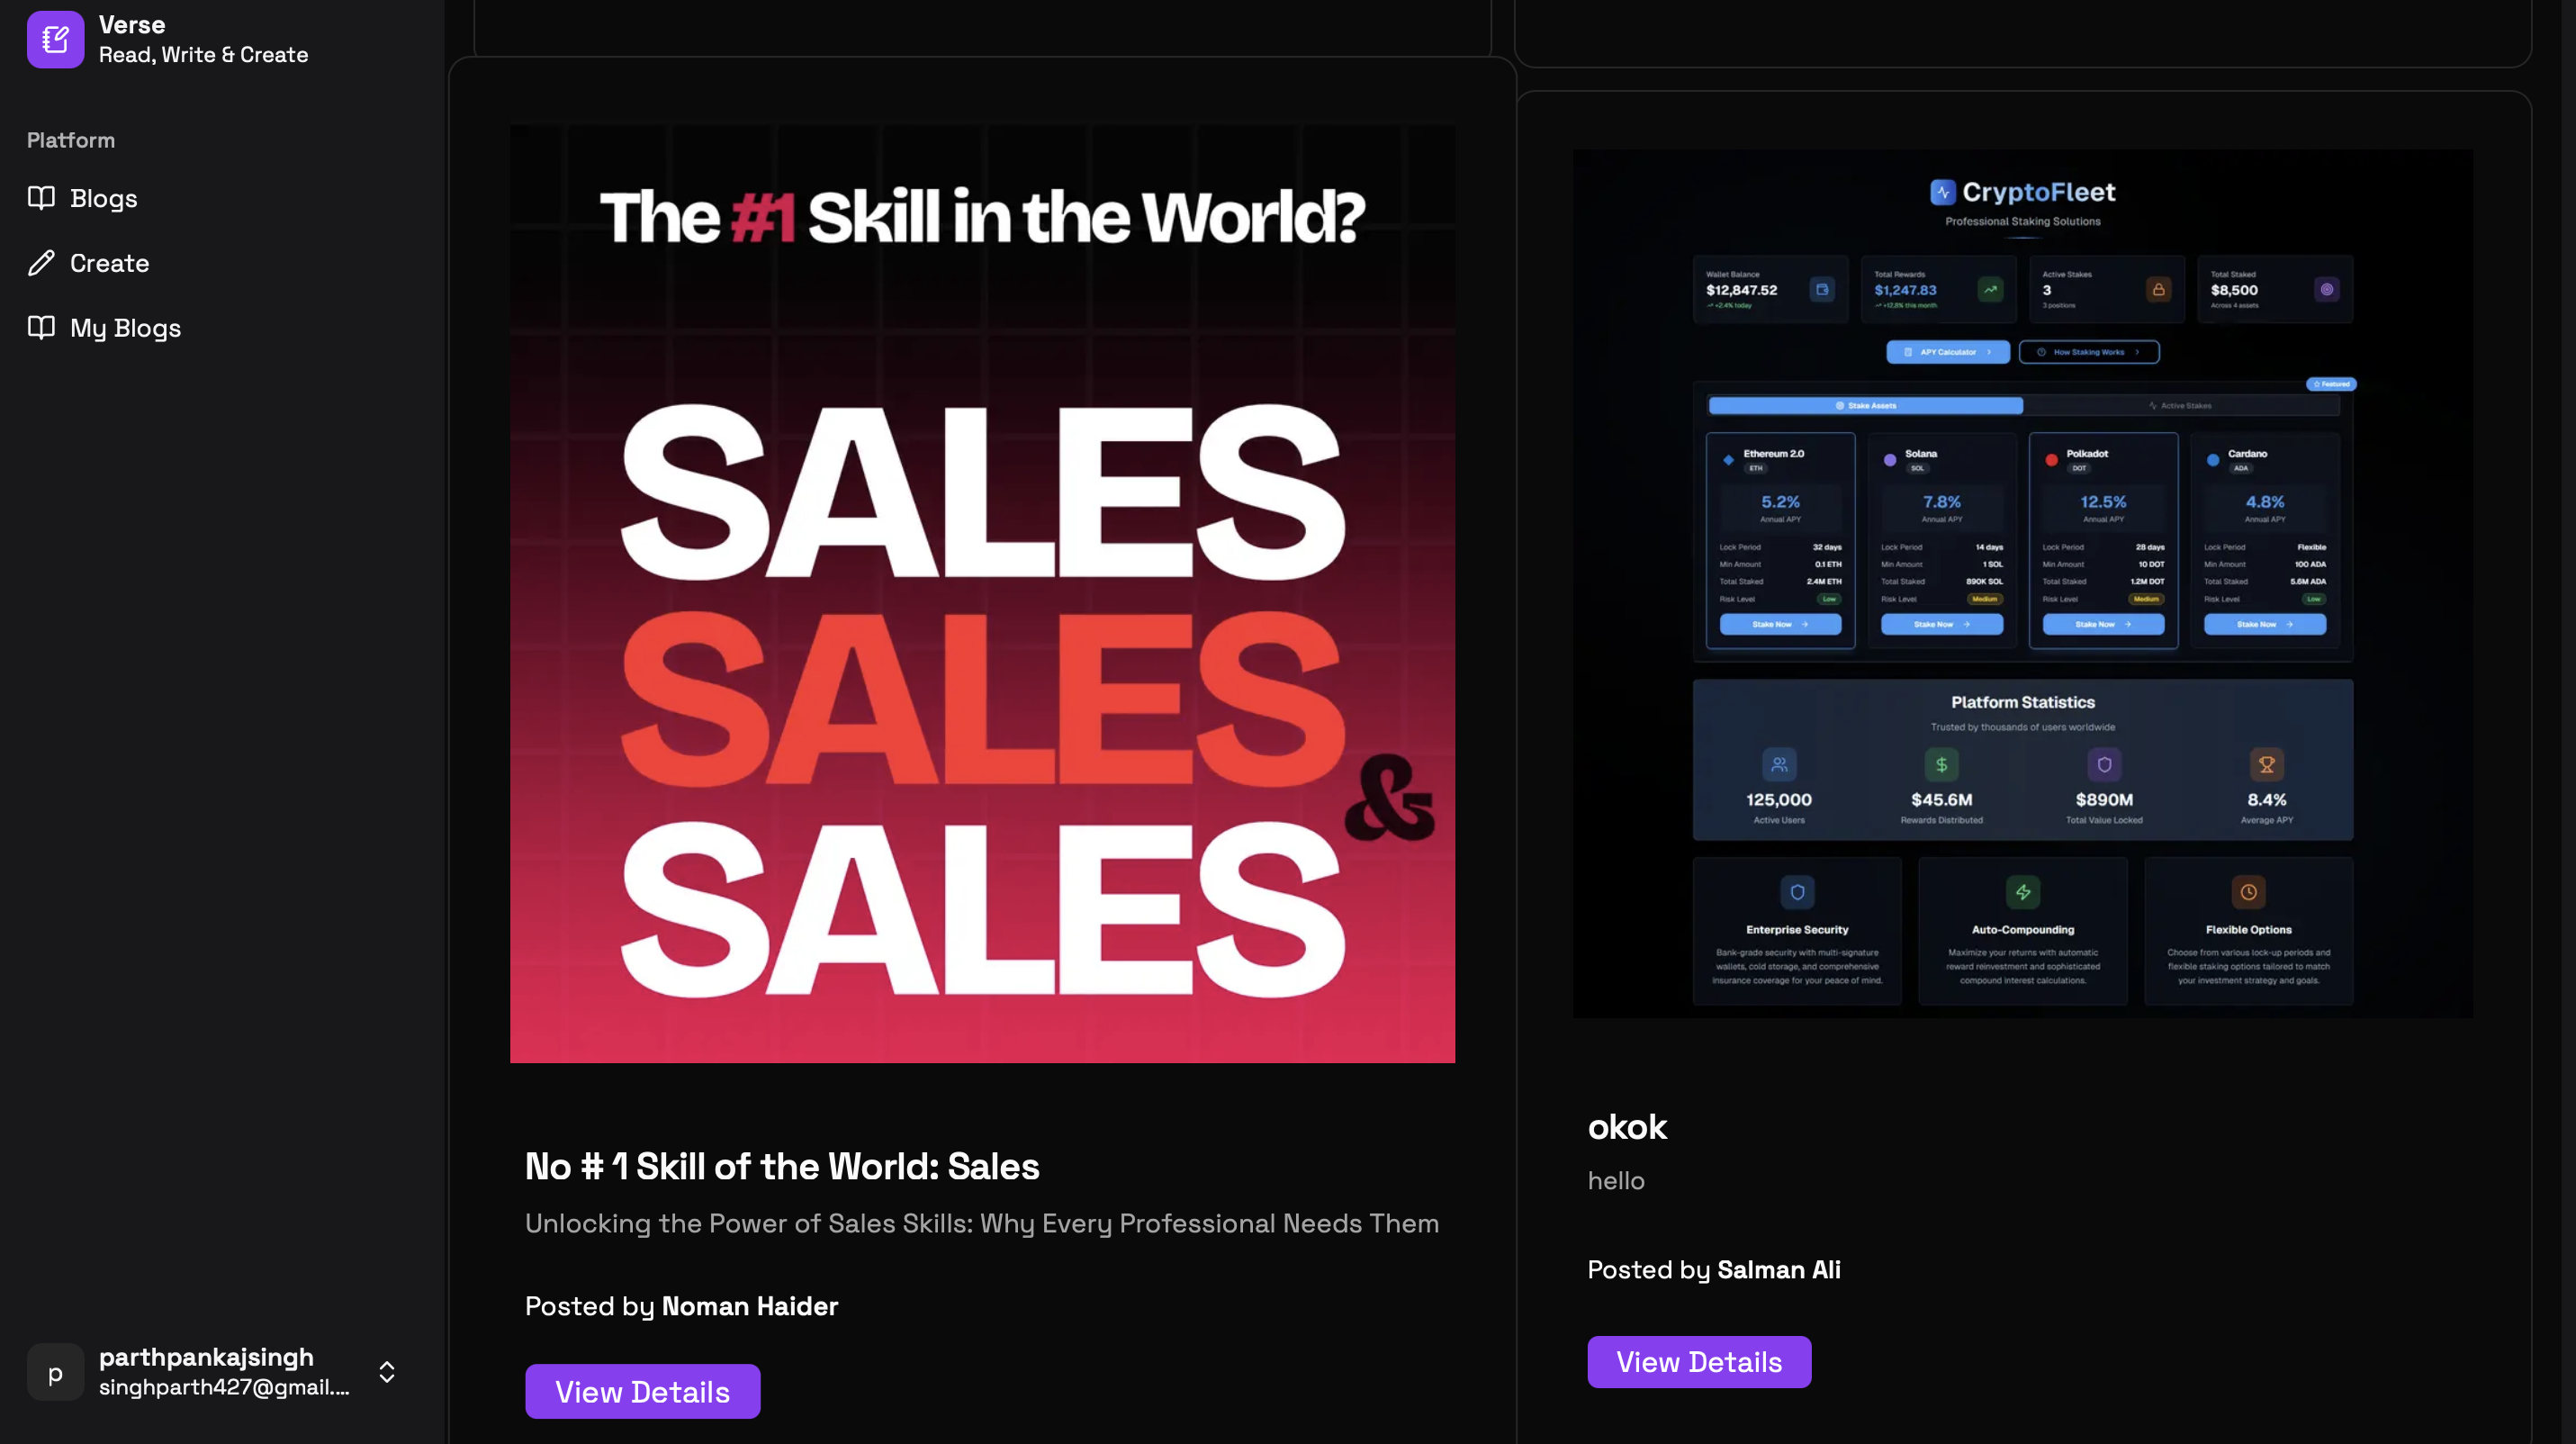 Verse
Read, Write & Create
Platform
Blogs
Create
My Blogs
parthpankajsingh
singhparth427@gmail....
p
The #1 Skill in the World?
SALES
SALES
&
SALES
No # 1 Skill of the World: Sales
Unlocking the Power of Sales Skills: Why Every Professional Needs Them
Posted by Noman Haider
View Details
CryptoFleet
Professional Staking Solutions
Wallet Balance
$12,847.52
+2.4% today
Total Rewards
$1,247.83
+12.8% this month
Active Stakes
3
3 positions
Total Staked
$8,500
Across 4 assets
APY Calculator
How Staking Works
Featured
Stake Assets
Active Stakes
Ethereum 2.0
ETH
5.2%
Annual APY
Lock Period 32 days
Min Amount 0.1 ETH
Total Staked 2.4M ETH
Risk Level Low
Stake Now
Solana
SOL
7.8%
Annual APY
Lock Period 14 days
Min Amount 1 SOL
Total Staked 890K SOL
Risk Level Medium
Stake Now
Polkadot
DOT
12.5%
Annual APY
Lock Period 28 days
Min Amount 10 DOT
Total Staked 1.2M DOT
Risk Level Medium
Stake Now
Cardano
ADA
4.8%
Annual APY
Lock Period Flexible
Min Amount 100 ADA
Total Staked 5.6M ADA
Risk Level Low
Stake Now
Platform Statistics
Trusted by thousands of users worldwide
125,000
Active Users
$45.6M
Rewards Distributed
$890M
Total Value Locked
8.4%
Average APY
Enterprise Security
Bank-grade security with multi-signature
wallets, cold storage, and comprehensive
insurance coverage for your peace of mind.
Auto-Compounding
Maximize your returns with automatic
reward reinvestment and sophisticated
compound interest calculations.
Flexible Options
Choose from various lock-up periods and
flexible staking options tailored to match
your investment strategy and goals.
okok
hello
Posted by Salman Ali
View Details